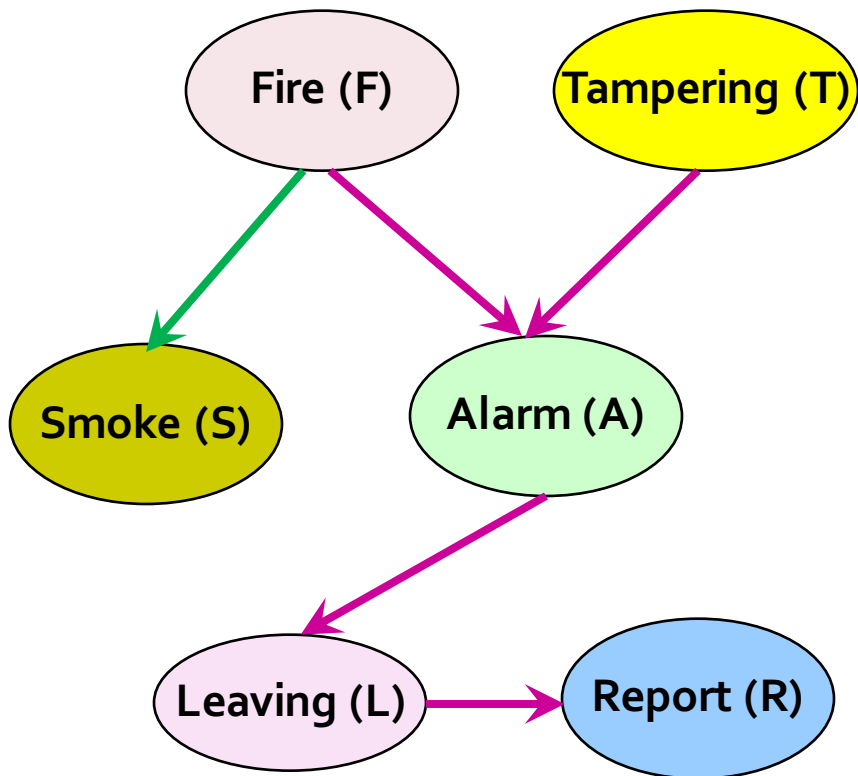 Fire (F)
Tampering (T)
Smoke (S)
Alarm (A)
Leaving (L)
Report (R)